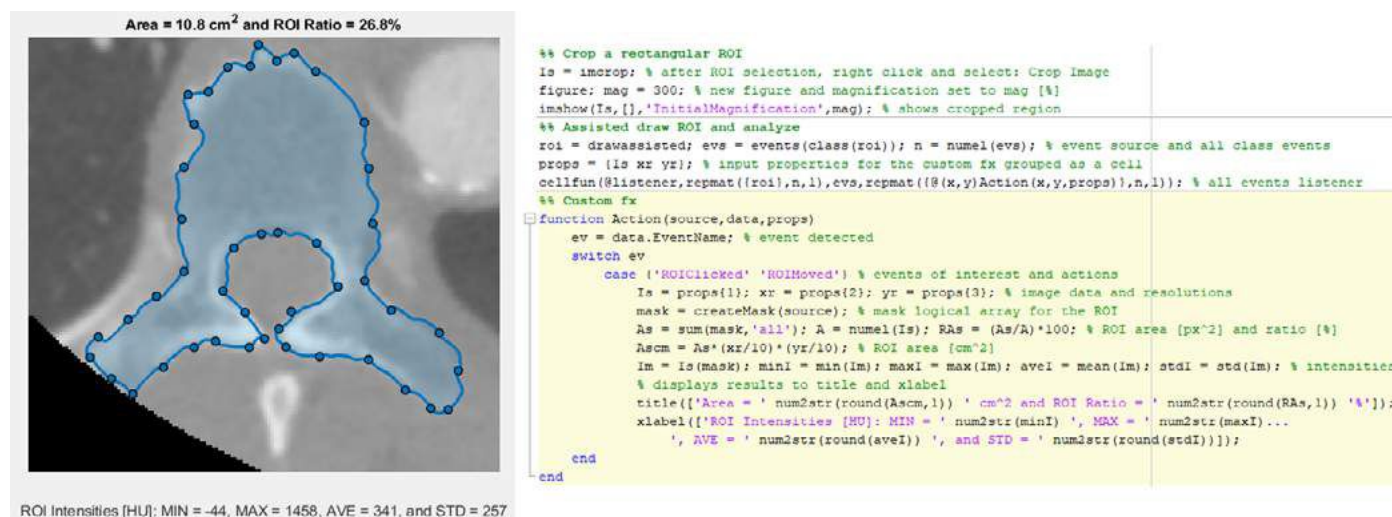 Area = 10.8 cm2 and ROI Ratio = 26.8%
ROI Intensities [HU]: MIN = -44, MAX = 1458, AVE = 341, and STD = 257
%% Crop a rectangular ROI
Is = imcrop; % after ROI selection, right click and select: Crop Image
figure; mag = 300; % new figure and magnification set to mag [%]
imshow(Is,[],'InitialMagnification',mag); % shows cropped region
%% Assisted draw ROI and analyze
roi = drawassisted; evs = events(class(roi)); n = numel(evs); % event source and all class events
props = {Is xr yr}; % input properties for the custom fx grouped as a cell
cellfun(@listener,repmat({roi},n,1),evs,repmat({@(x,y)Action(x,y,props)},n,1)); % all events listener
%% Custom fx
function Action(source,data,props)
ev = data.EventName; % event detected
switch ev
case {'ROIClicked' 'ROIMoved'} % events of interest and actions
Is = props{1}; xr = props{2}; yr = props{3}; % image data and resolutions
mask = createMask(source); % mask logical array for the ROI
As = sum(mask,'all'); A = numel(Is); RAs = (As/A)*100; % ROI area [px^2] and ratio [%]
Ascm = As*(xr/10)*(yr/10); % ROI area [cm^2]
Im = Is(mask); minI = min(Im); maxI = max(Im); aveI = mean(Im); stdI = std(Im); % intensities
% displays results to title and xlabel
title(['Area = ' num2str(round(Ascm,1)) ' cm^2 and ROI Ratio = ' num2str(round(RAs,1)) '%']);
xlabel(['ROI Intensities [HU]: MIN = ' num2str(minI) ', MAX = ' num2str(maxI)...
', AVE = ' num2str(round(aveI)) ', and STD = ' num2str(round(stdI))]);
end
end